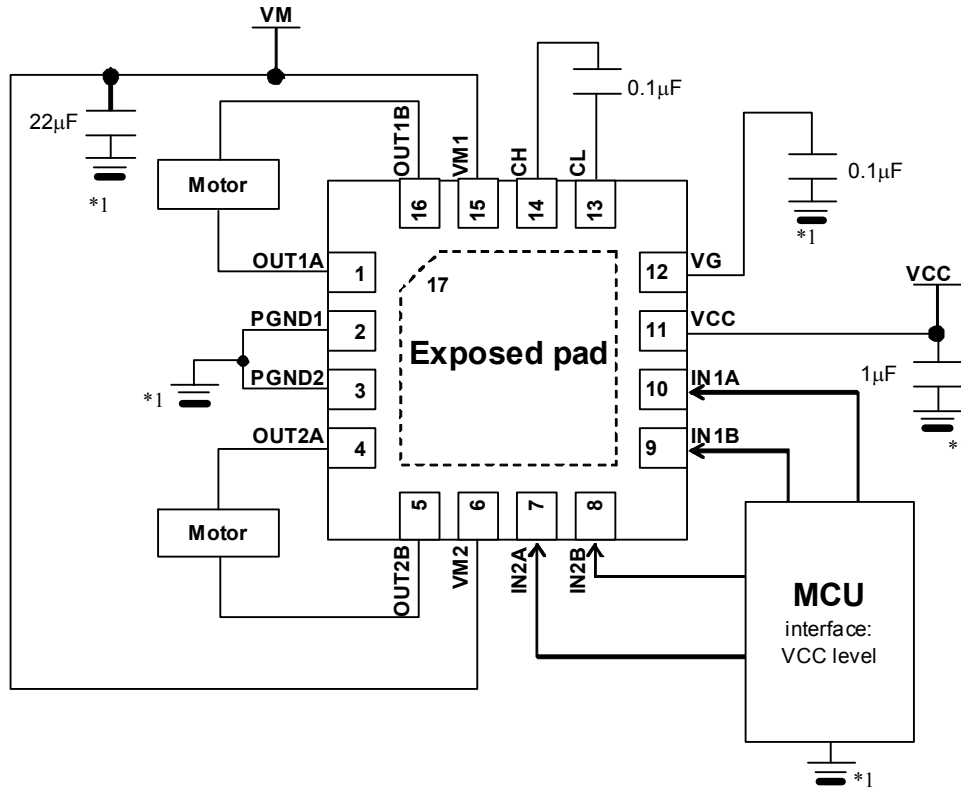 VM
22μF
*1
Motor
OUT1B
VM1
CH
CL
0.1μF
0.1μF
*1
16
15
14
13
OUT1A
1
17
12
VG
VCC
PGND1
2
Exposed pad
11
VCC
*1
PGND2
3
10
IN1A
1μF
*
OUT2A
4
9
IN1B
Motor
5
6
7
8
OUT2B
VM2
IN2A
IN2B
MCU
interface:
VCC level
*1